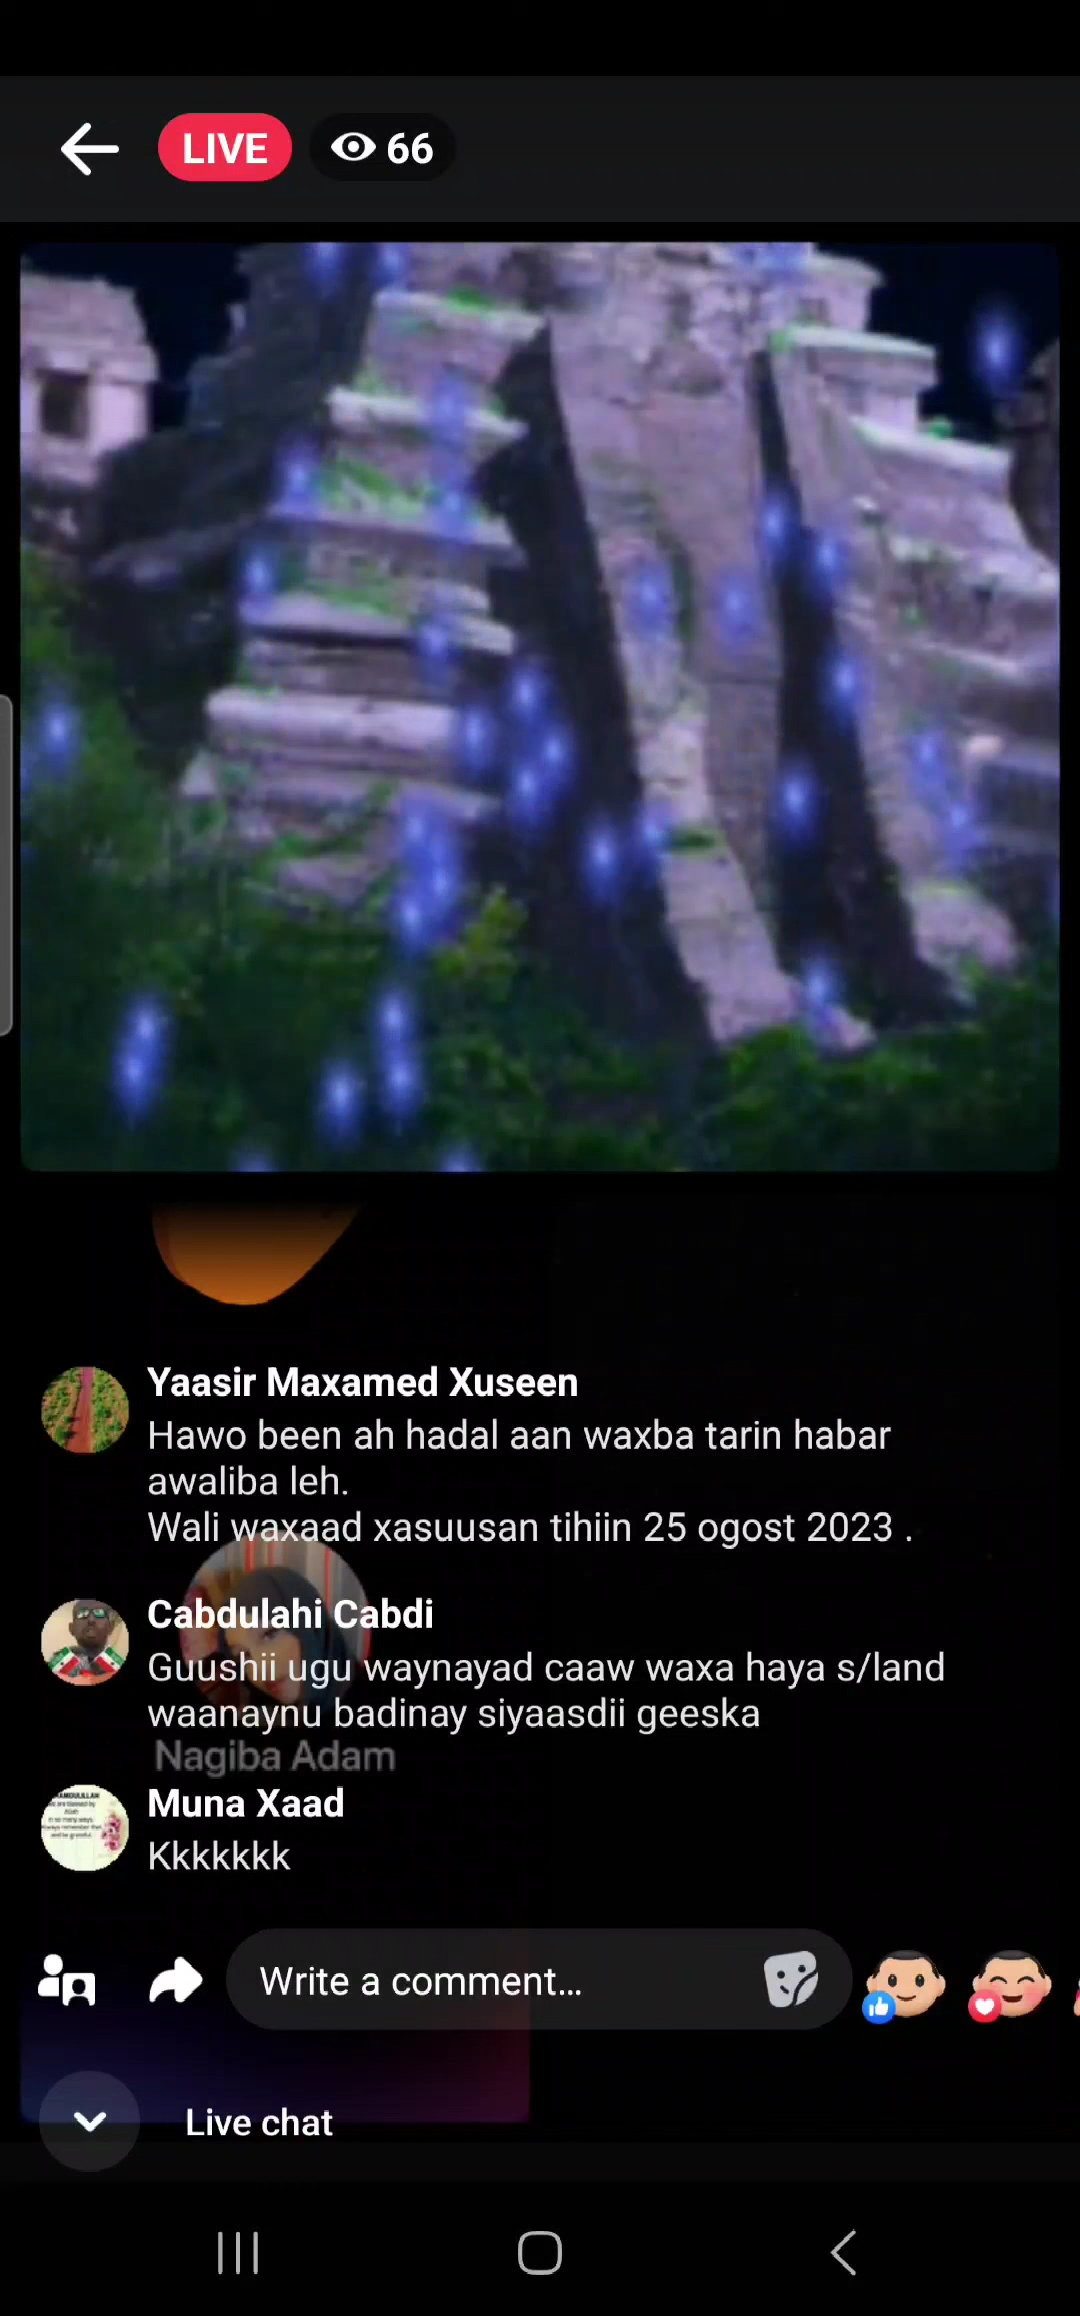 LIVE 66
Yaasir Maxamed Xuseen
Hawo been ah hadal aan waxba tarin habar
awaliba leh.
Wali waxaad xasuusan tihiin 25 ogost 2023 .
Cabdulahi Cabdi
Guushii ugu waynayad caaw waxa haya s/land
waanaynu badinay siyaasdii geeska
Nagiba Adam
Muna Xaad
Kkkkkkk
Write a comment...
Live chat